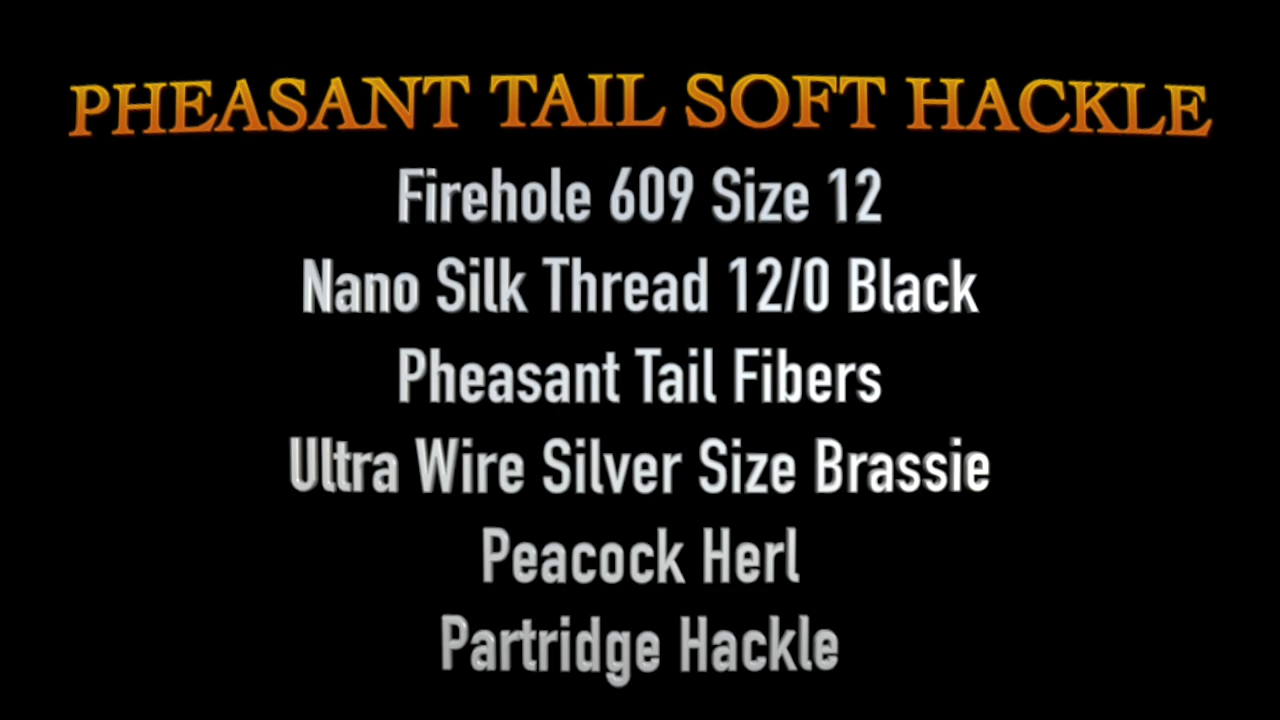 PHEASANT TAIL SOFT HACKLE
Firehole 609 Size 12
Nano Silk Thread 12/0 Black
Pheasant Tail Fibers
Ultra Wire Silver Size Brassie
Peacock Herl
Partridge Hackle